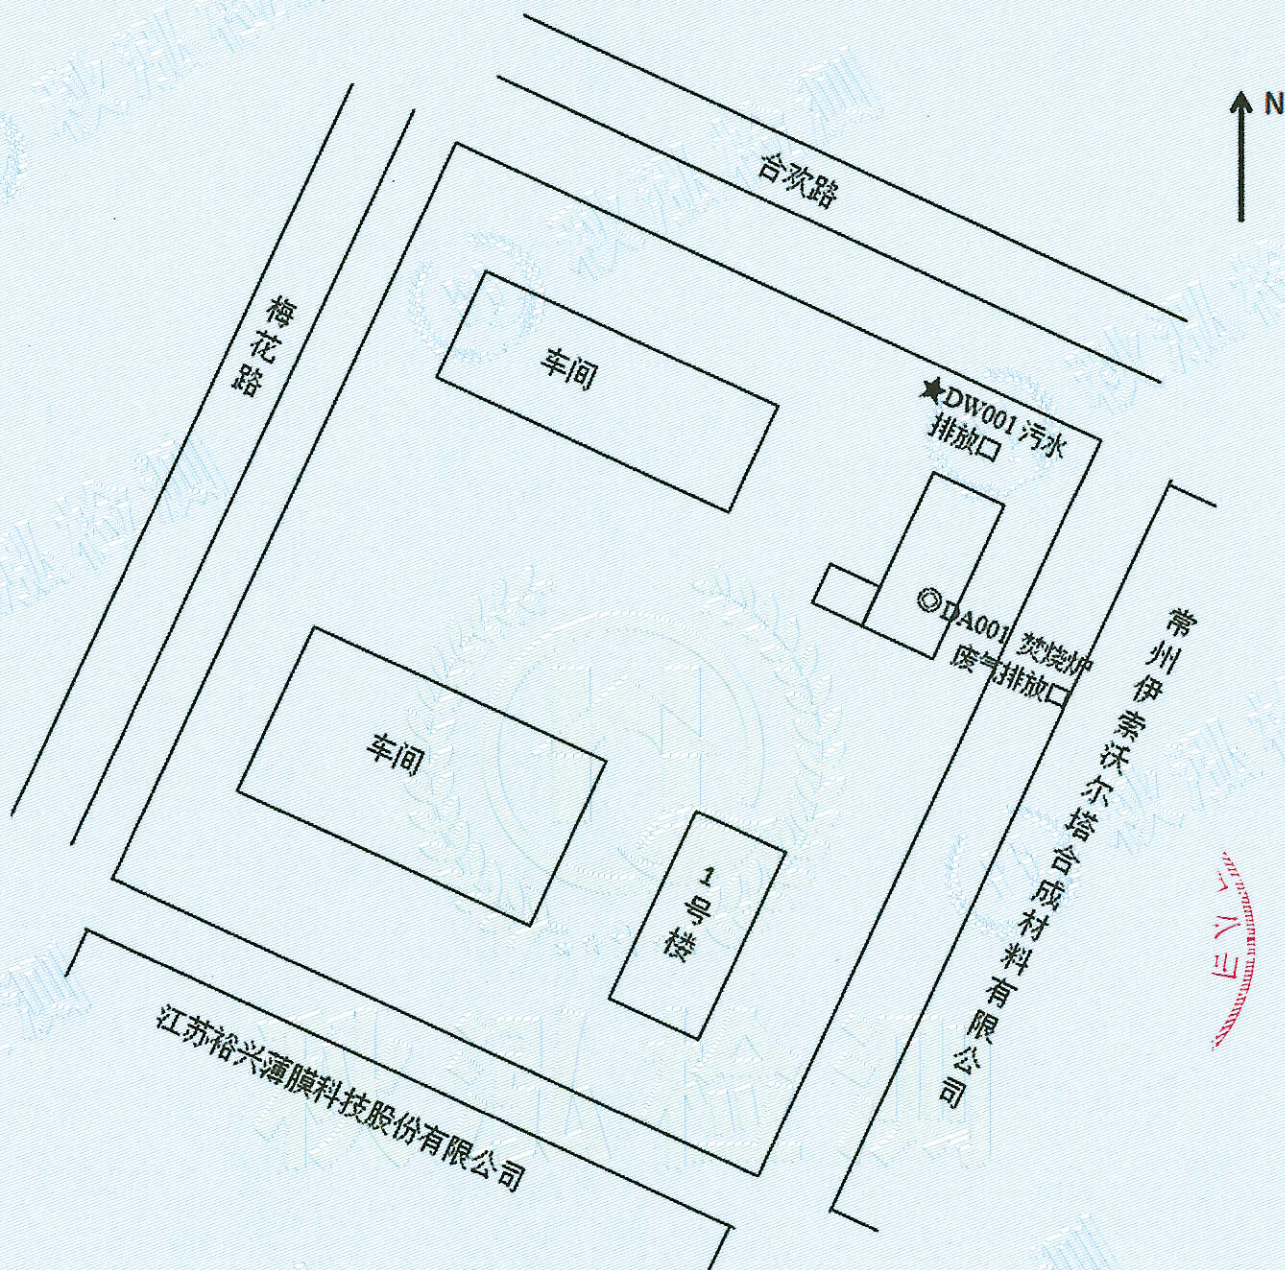 N
合欢路
梅花路
车间
★DW001 污水
排放口
◎DA001 焚烧炉
废气排放口
车间
1号楼
常州伊索沃尔塔合成材料有限公司
江苏裕兴薄膜科技股份有限公司
公司